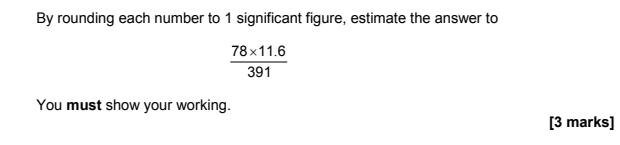 By rounding each number to 1 significant figure, estimate the answer to
78×11.6
391
You must show your working.
[3 marks]